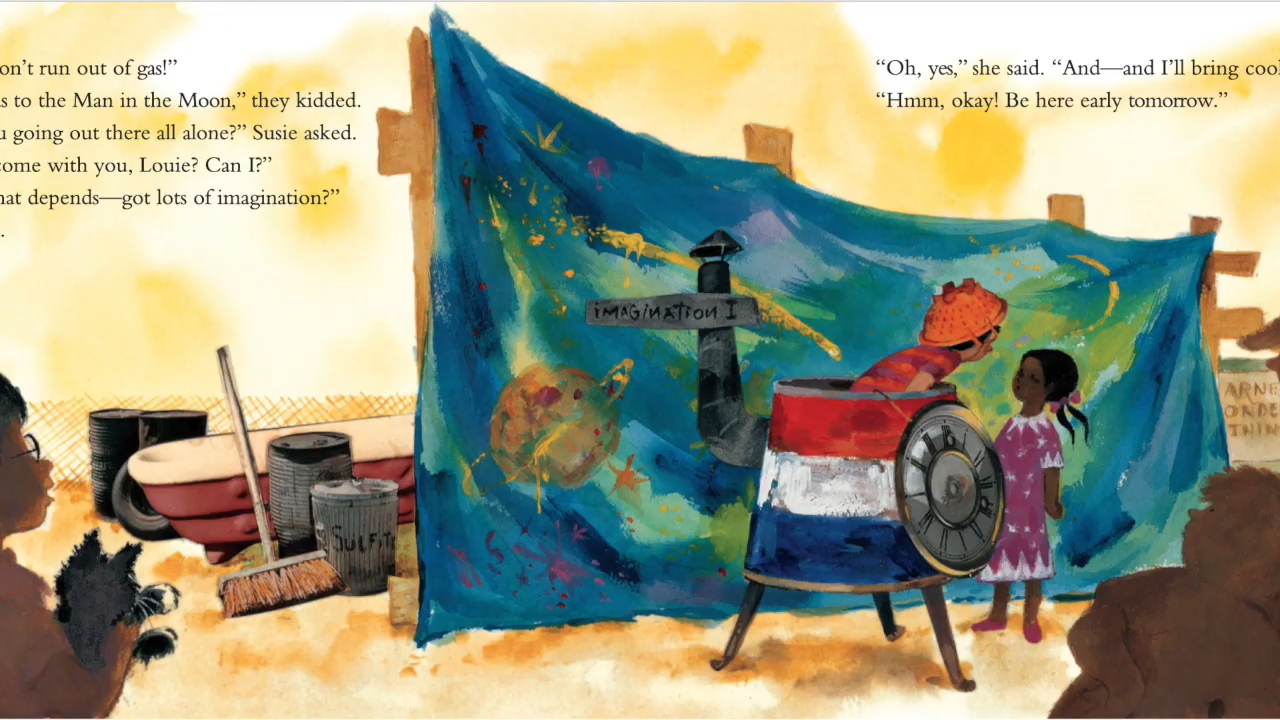 on’t run out of gas!”
s to the Man in the Moon,” they kidded.
u going out there all alone?” Susie asked.
come with you, Louie? Can I?”
hat depends—got lots of imagination?”
.
“Oh, yes,” she said. “And—and I’ll bring cook
“Hmm, okay! Be here early tomorrow.”
IMAGINATION I
SULFIT
ARNE
ONDE
THIN